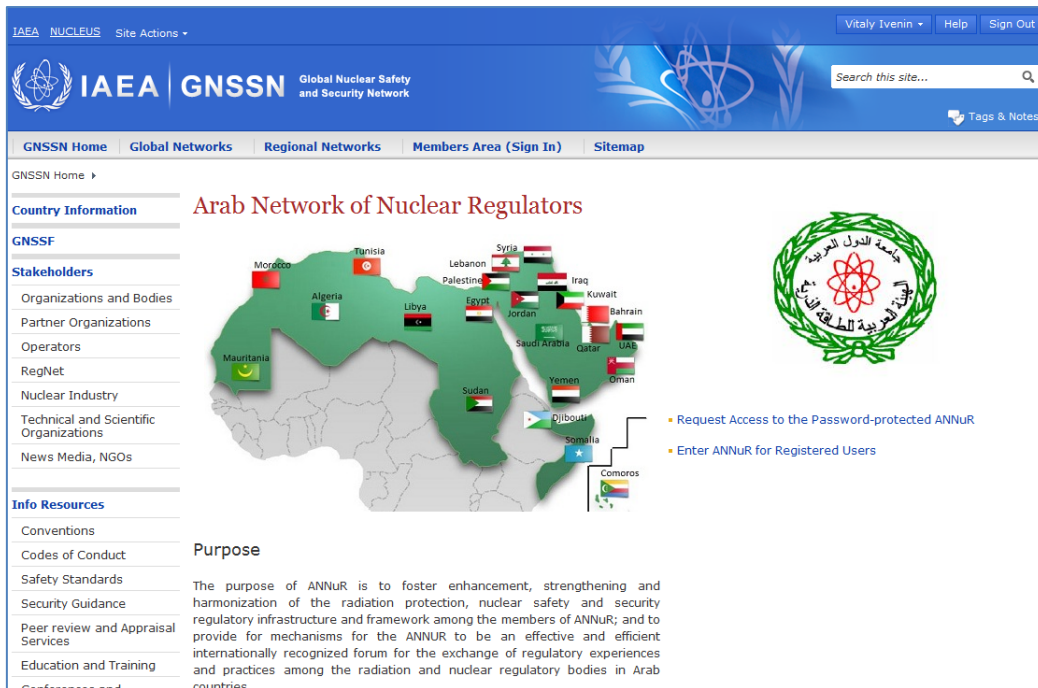 IAEA NUCLEUS Site Actions
Vitaly Ivenin Help Sign Out
IAEA GNSSN Global Nuclear Safety
and Security Network
Search this site...
Tags & Notes
GNSSN Home Global Networks Regional Networks Members Area (Sign In) Sitemap
GNSSN Home
Country Information
GNSSF
Stakeholders
Organizations and Bodies
Partner Organizations
Operators
RegNet
Nuclear Industry
Technical and Scientific
Organizations
News Media, NGOs
Info Resources
Conventions
Codes of Conduct
Safety Standards
Security Guidance
Peer review and Appraisal
Services
Education and Training
Conferences and
Arab Network of Nuclear Regulators
Morocco
Tunisia
Syria
Lebanon
Palestine
Iraq
Algeria
Libya
Egypt
Jordan
Kuwait
Bahrain
Saudi Arabia
Qatar
UAE
Mauritania
Sudan
Yemen
Oman
Djibouti
Somalia
Comoros
جامعة الدول العربية
الهيئة العربية للطاقة الذرية
Request Access to the Password-protected ANNuR
Enter ANNuR for Registered Users
Purpose
The purpose of ANNuR is to foster enhancement, strengthening and
harmonization of the radiation protection, nuclear safety and security
regulatory infrastructure and framework among the members of ANNuR; and to
provide for mechanisms for the ANNUR to be an effective and efficient
internationally recognized forum for the exchange of regulatory experiences
and practices among the radiation and nuclear regulatory bodies in Arab
countries